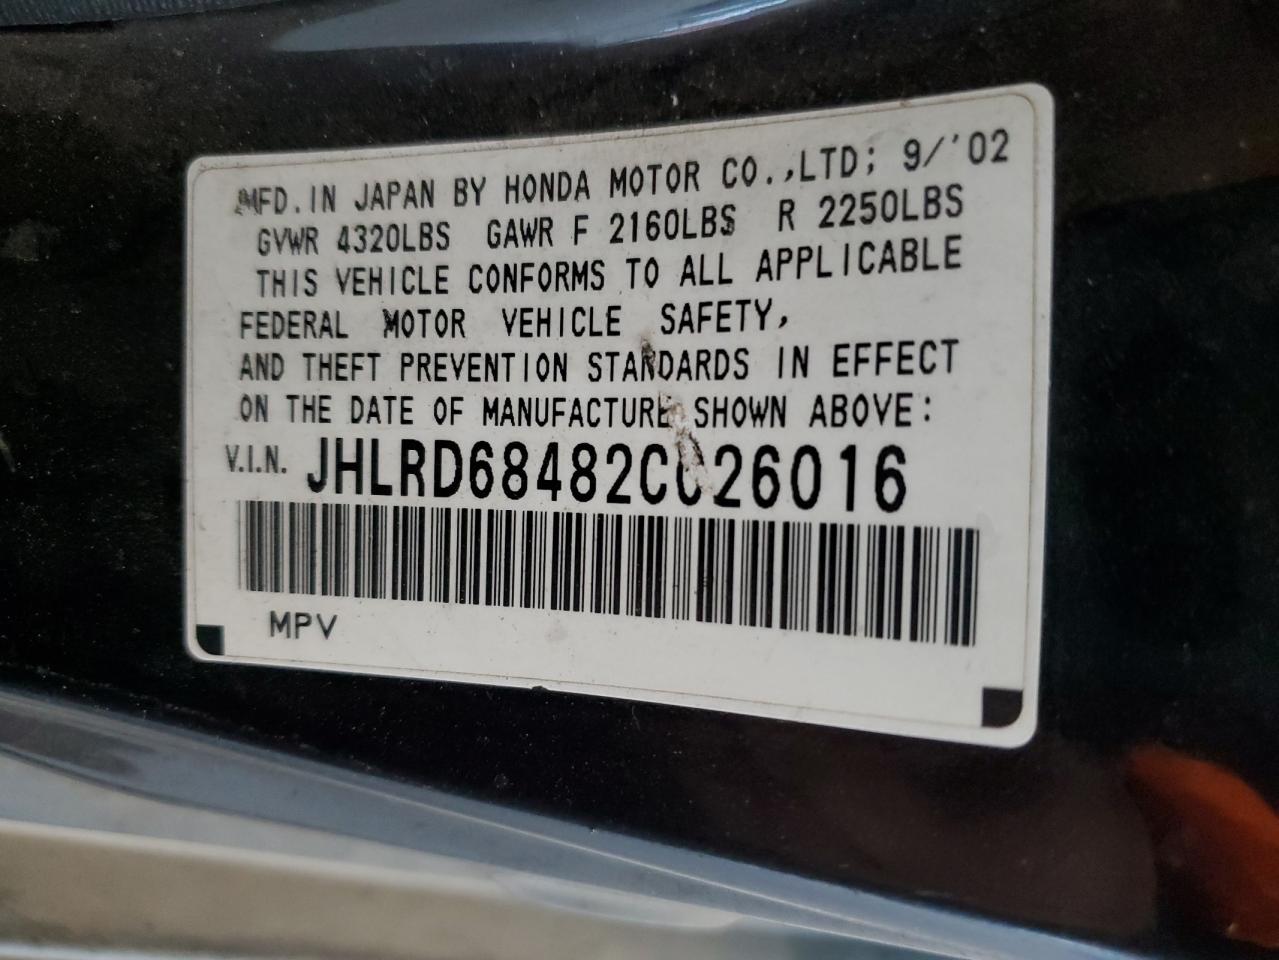 MFD. IN JAPAN BY HONDA MOTOR CO.,LTD; 9/'02
GVWR 4320LBS GAWR F 2160LBS R 2250LBS
THIS VEHICLE CONFORMS TO ALL APPLICABLE
FEDERAL MOTOR VEHICLE SAFETY,
AND THEFT PREVENTION STANDARDS IN EFFECT
ON THE DATE OF MANUFACTURE SHOWN ABOVE:
V.I.N. JHLRD68482C026016
MPV